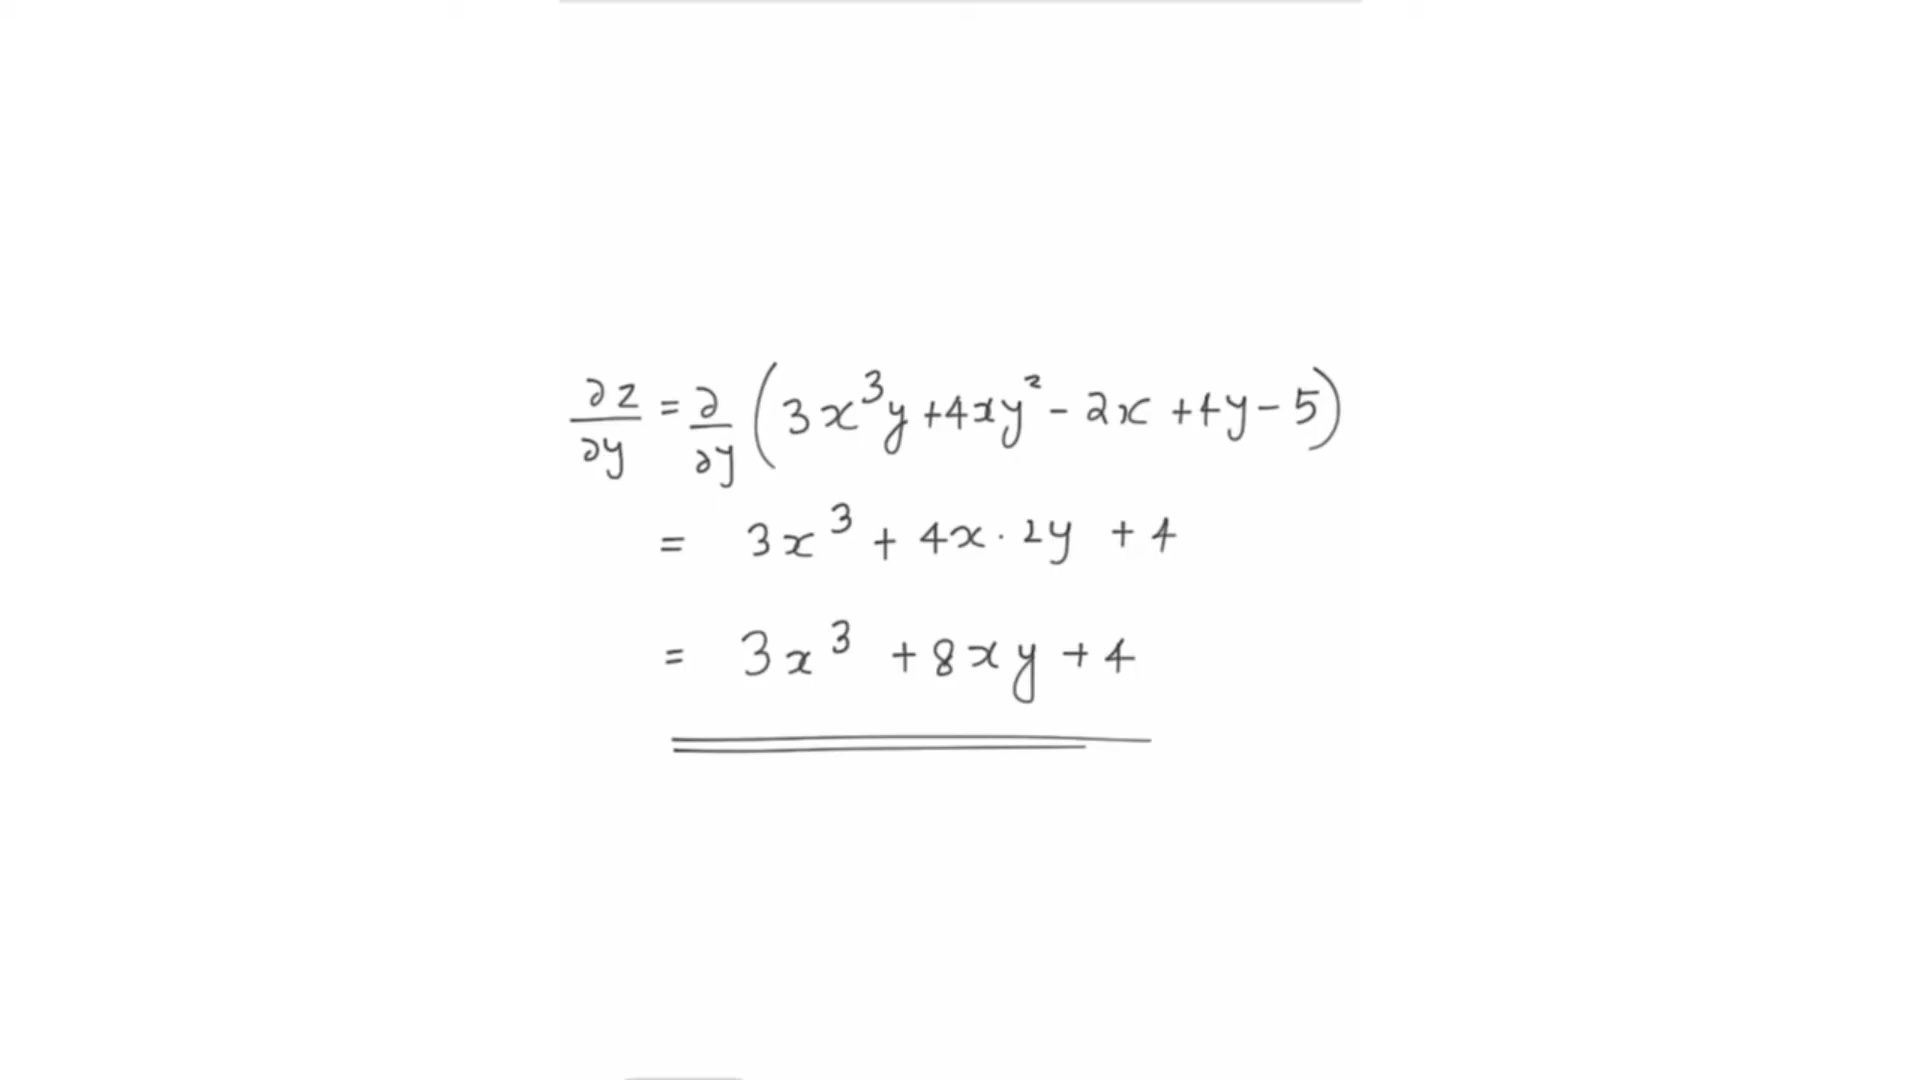 ∂z/∂y = ∂/∂y (3x³y + 4xy² - 2x + 4y - 5)
= 3x³ + 4x · 2y + 4
= 3x³ + 8xy + 4